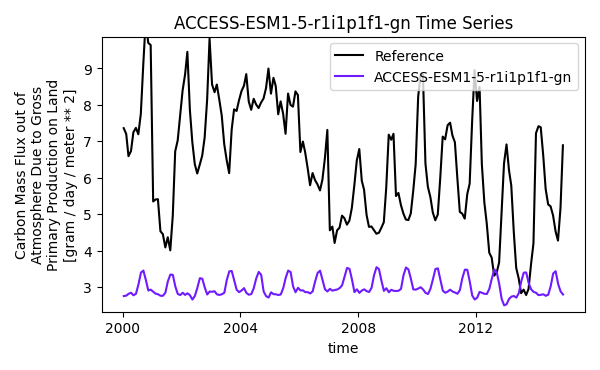 ACCESS-ESM1-5-r1i1p1f1-gn Time Series
Carbon Mass Flux out of
Atmosphere Due to Gross
Primary Production on Land
[gram / day / meter ** 2]
9
8
7
6
5
4
3
Reference
ACCESS-ESM1-5-r1i1p1f1-gn
2000
2004
2008
2012
time